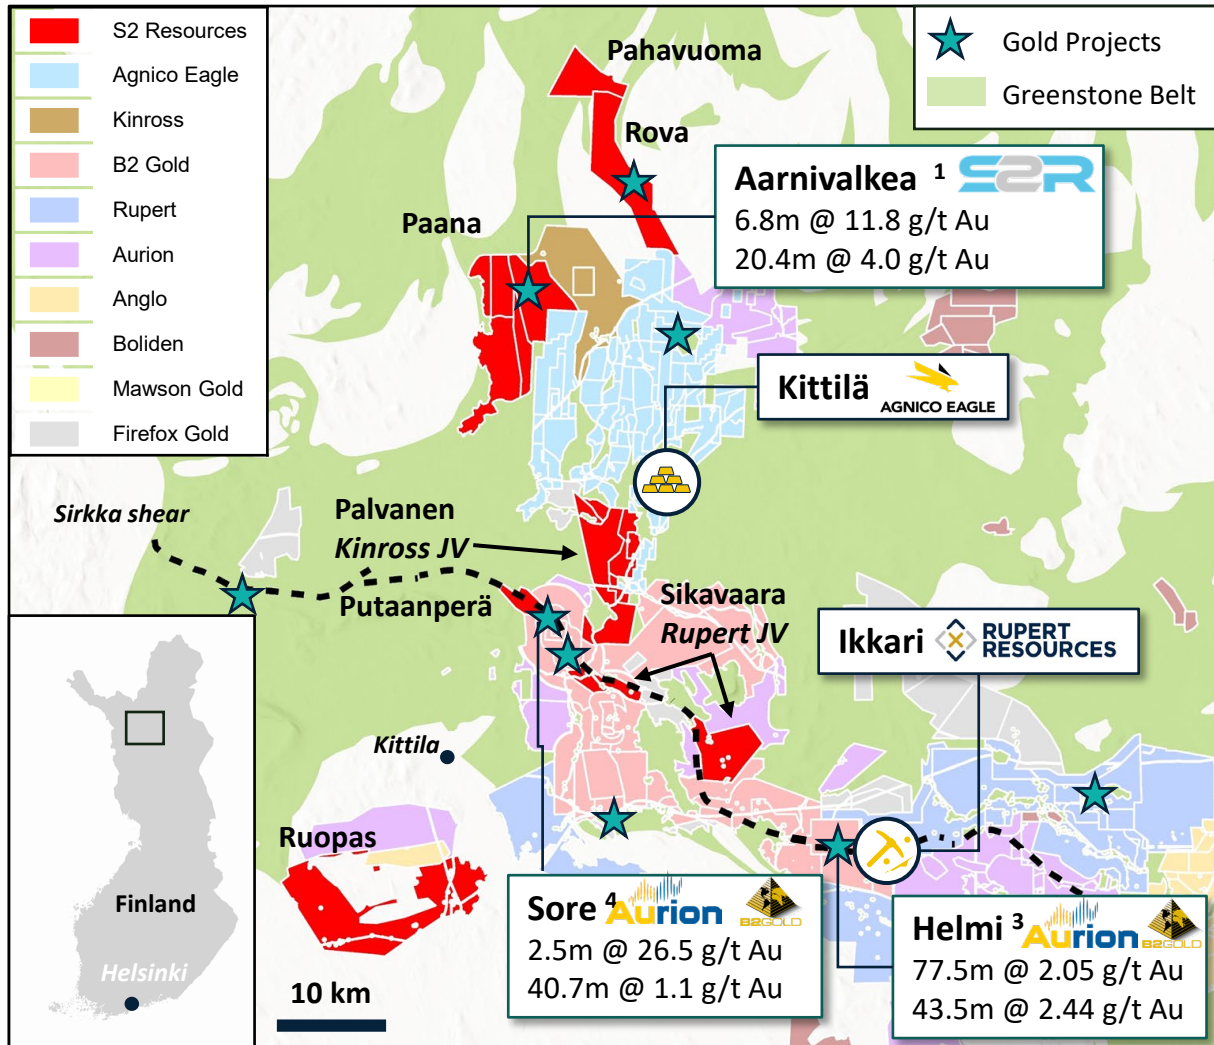 S2 Resources
Agnico Eagle
Kinross
B2 Gold
Rupert
Aurion
Anglo
Boliden
Mawson Gold
Firefox Gold
Gold Projects
Greenstone Belt
Pahavuoma
Rova
Paana
Aarnivalkea 1 S2R
6.8m @ 11.8 g/t Au
20.4m @ 4.0 g/t Au
Kittilä AGNICO EAGLE
Sirkka shear
Palvanen
Kinross JV
Putaanperä
Sikavaara
Rupert JV
Ikkari RUPERT
RESOURCES
Kittila
Ruopas
Finland
Helsinki
10 km
Sore 4 Aurion B2GOLD
2.5m @ 26.5 g/t Au
40.7m @ 1.1 g/t Au
Helmi 3 Aurion B2GOLD
77.5m @ 2.05 g/t Au
43.5m @ 2.44 g/t Au